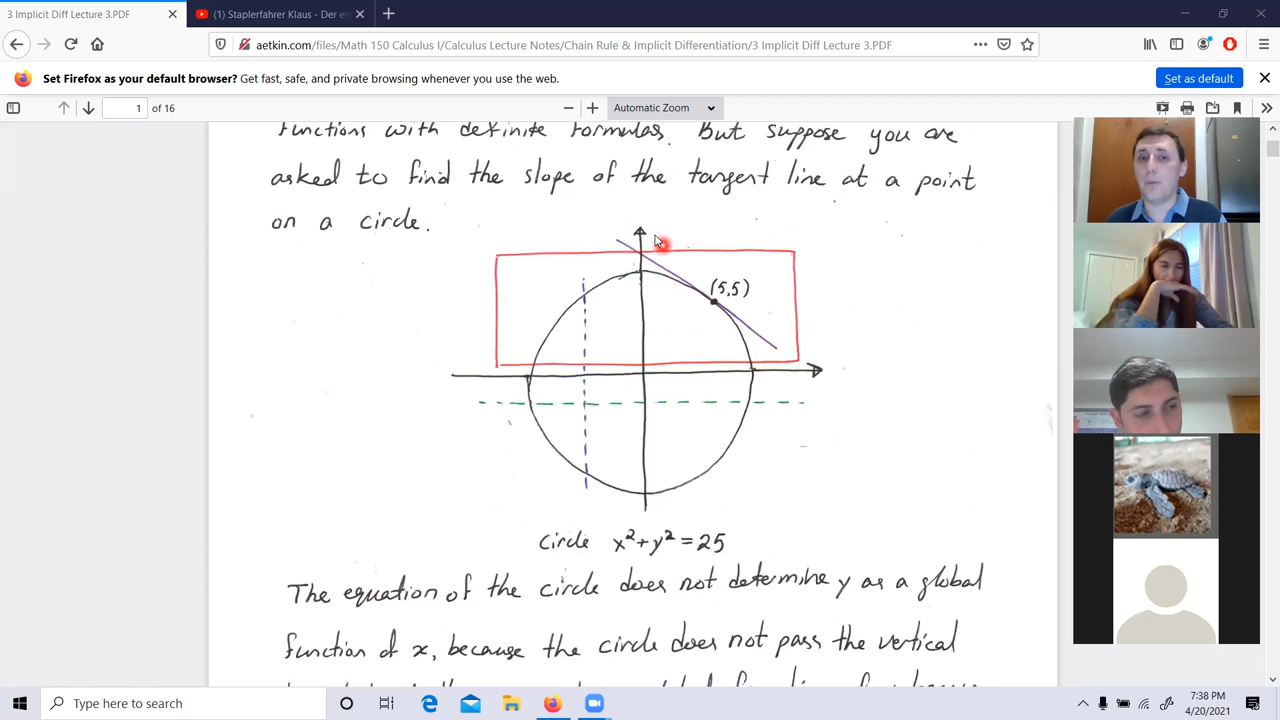 3 Implicit Diff Lecture 3.PDF
(1) Staplerfahrer Klaus - Der er
aetkin.com/files/Math 150 Calculus I/Calculus Lecture Notes/Chain Rule & Implicit Differentiation/3 Implicit Diff Lecture 3.PDF
Set Firefox as your default browser? Get fast, safe, and private browsing whenever you use the web.
Set as default
1 of 16
Automatic Zoom
functions with definite formulas. But suppose you are
asked to find the slope of the tangent line at a point
on a circle.
(5,5)
circle x²+y²=25
The equation of the circle does not determine y as a global
function of x, because the circle does not pass the vertical
Type here to search
7:38 PM
4/20/2021